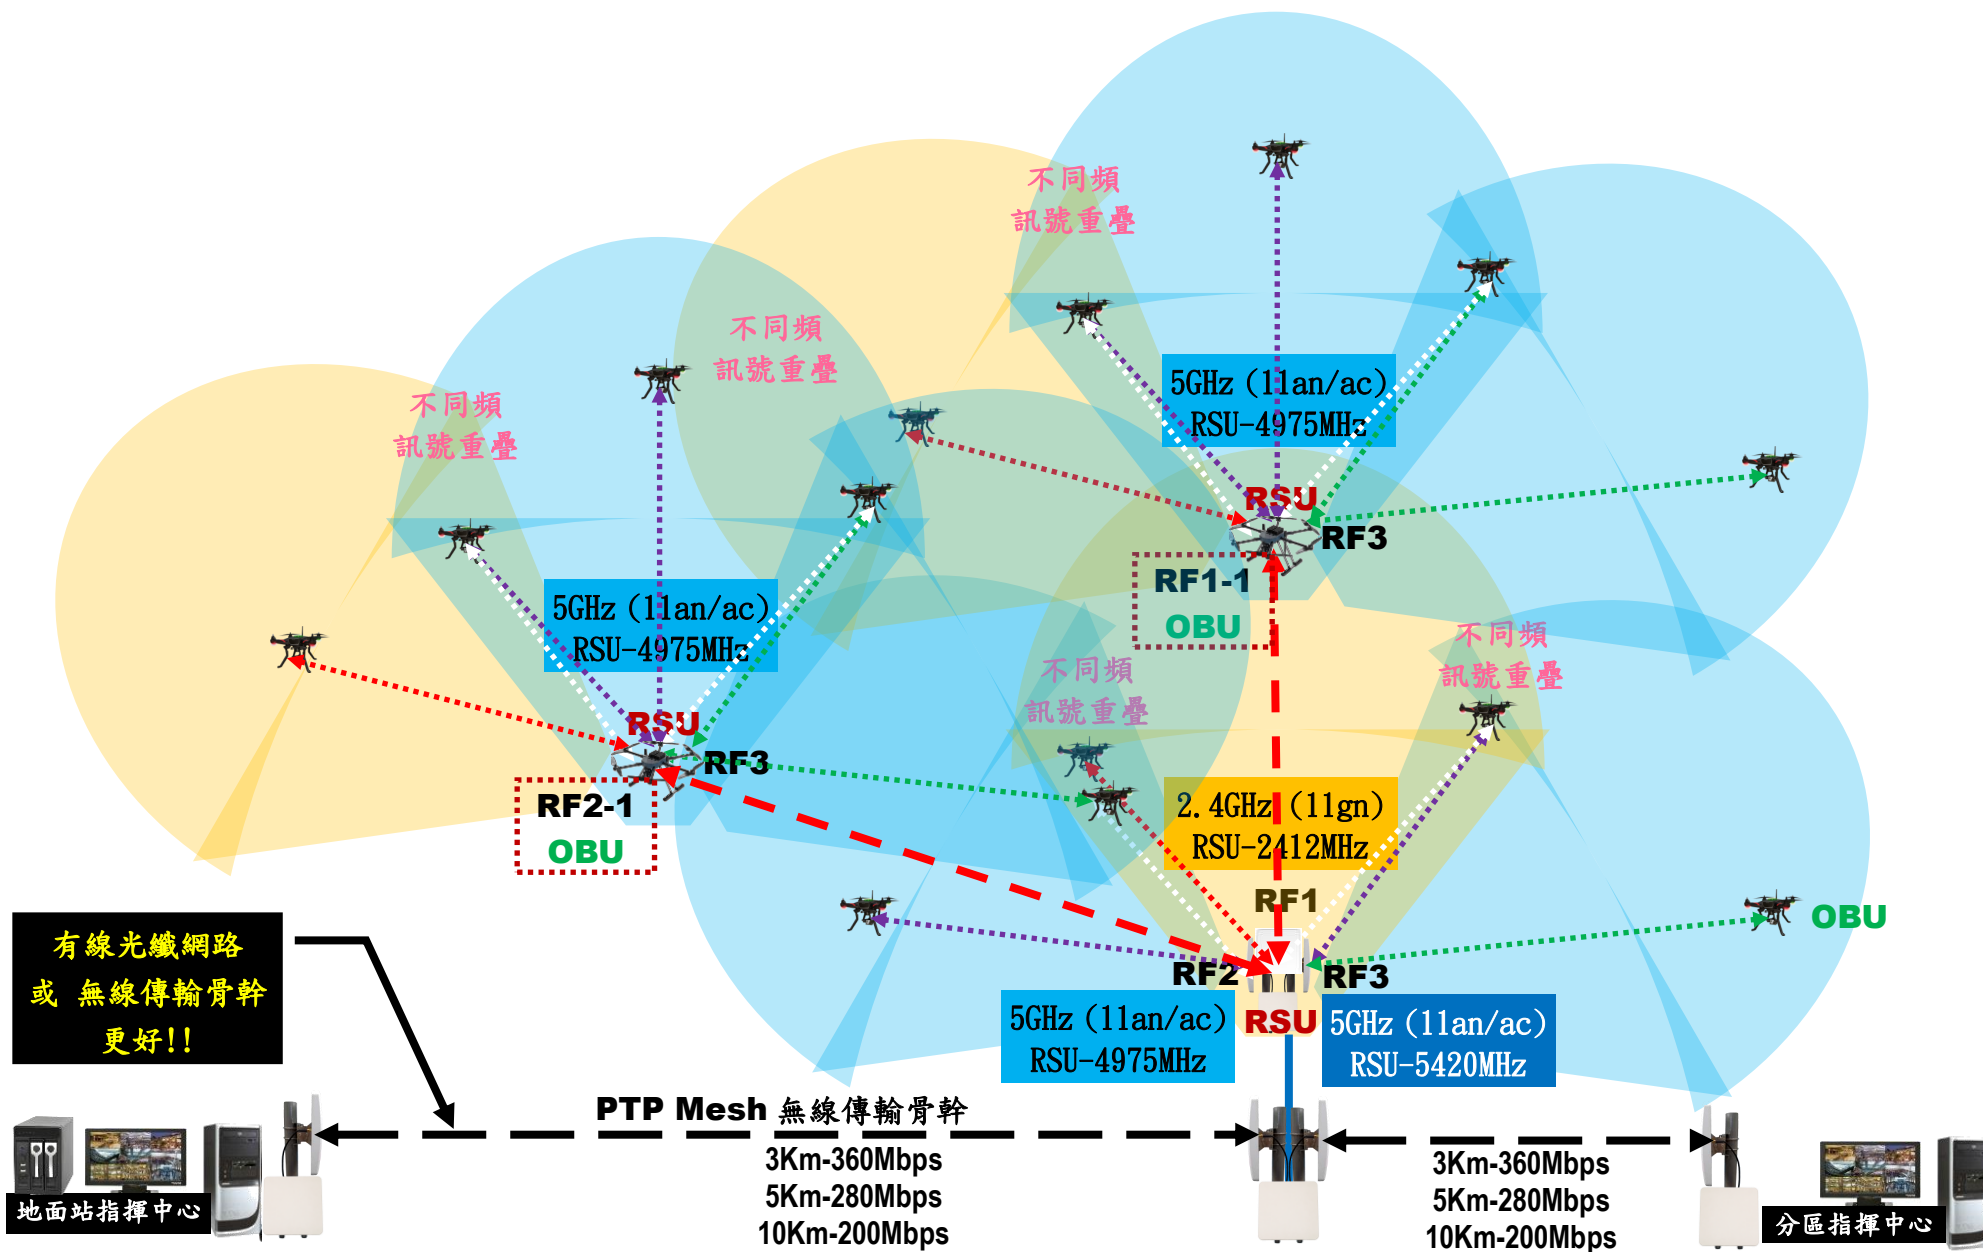 不同頻
訊號重疊
不同頻
訊號重疊
不同頻
訊號重疊
5GHz (11an/ac)
RSU-4975MHz
RSU
RF3
RF1-1
OBU
5GHz (11an/ac)
RSU-4975MHz
RSU
RF3
RF2-1
OBU
不同頻
訊號重疊
不同頻
訊號重疊
2.4GHz (11gn)
RSU-2412MHz
RF1
OBU
RF2
RF3
RSU
5GHz (11an/ac)
RSU-4975MHz
5GHz (11an/ac)
RSU-5420MHz
有線光纖網路
或 無線傳輸骨幹
更好!!
PTP Mesh 無線傳輸骨幹
3Km-360Mbps
5Km-280Mbps
10Km-200Mbps
3Km-360Mbps
5Km-280Mbps
10Km-200Mbps
地面站指揮中心
分區指揮中心